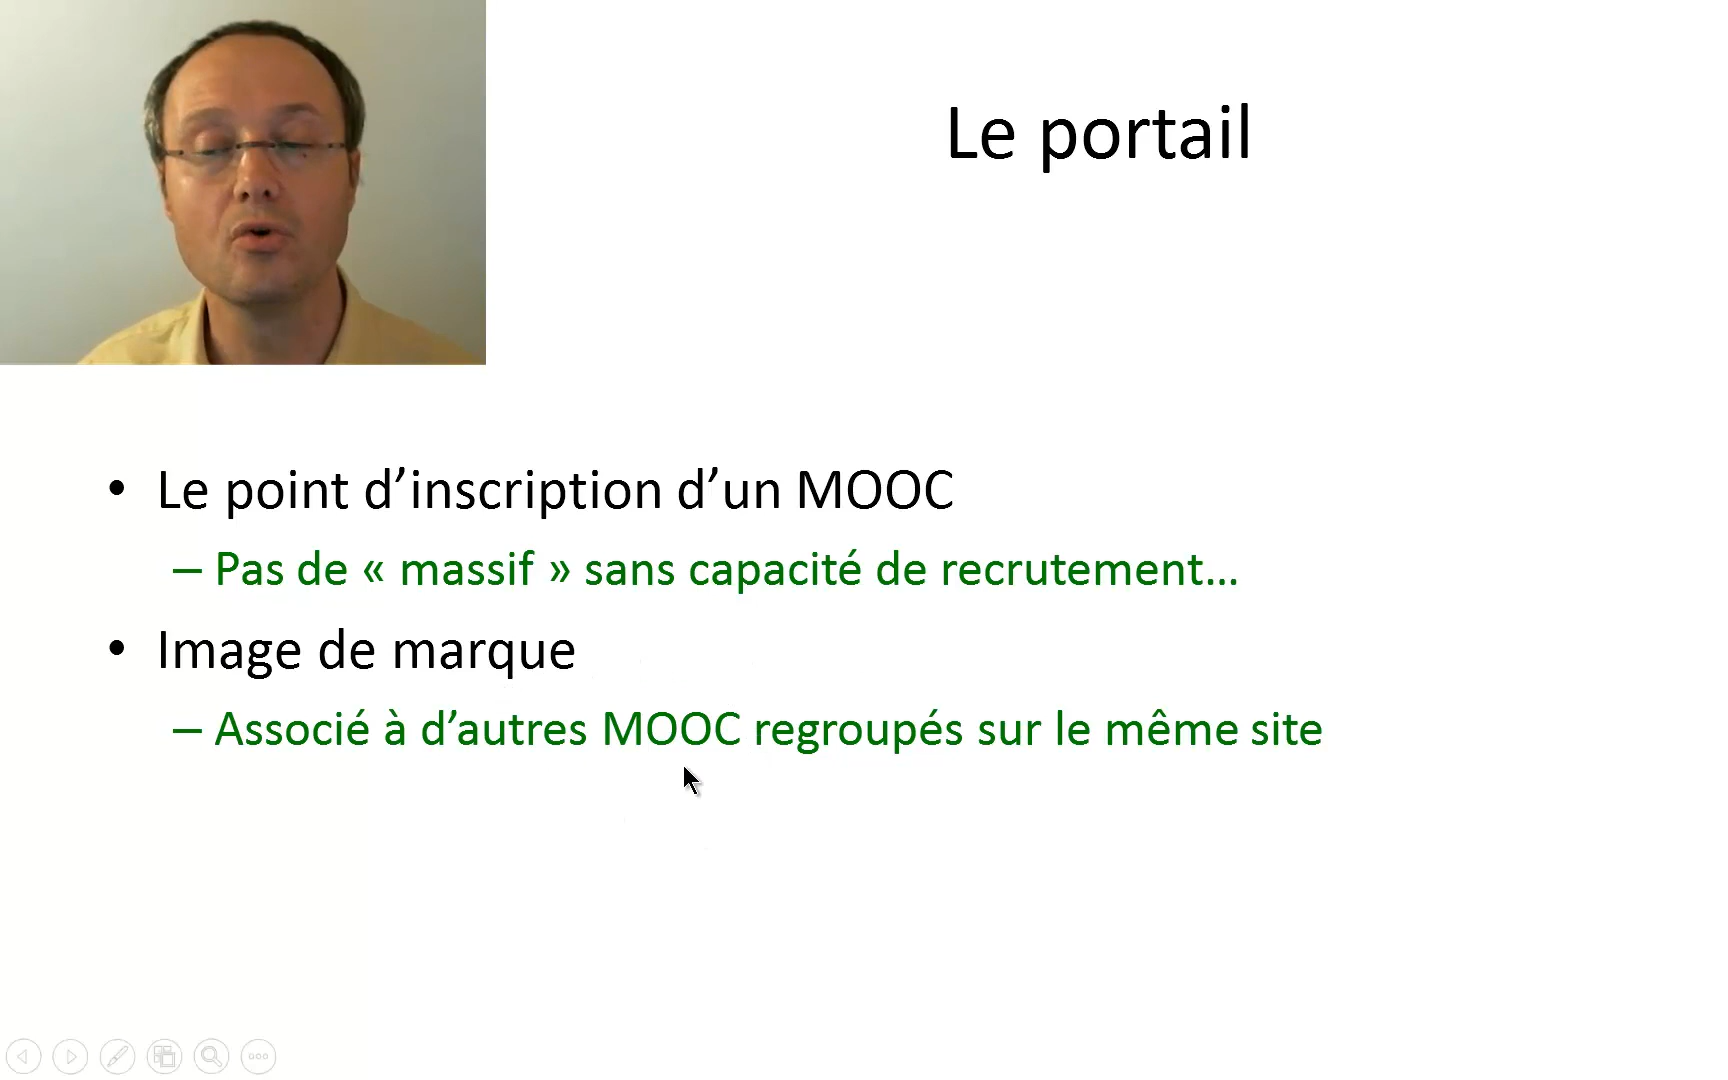 Le portail
• Le point d’inscription d’un MOOC
– Pas de « massif » sans capacité de recrutement…
• Image de marque
– Associé à d’autres MOOC regroupés sur le même site